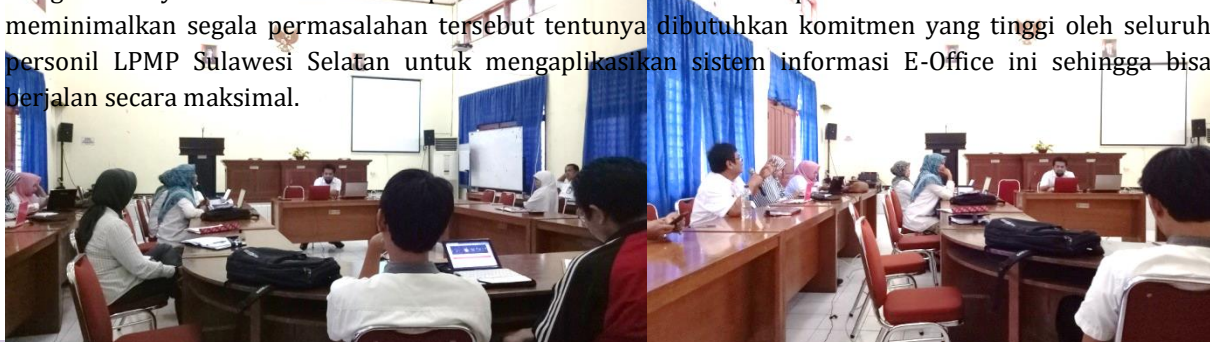 meminimalkan segala permasalahan tersebut tentunya dibutuhkan komitmen yang tinggi oleh seluruh
personil LPMP Sulawesi Selatan untuk mengaplikasikan sistem informasi E-Office ini sehingga bisa
berjalan secara maksimal.